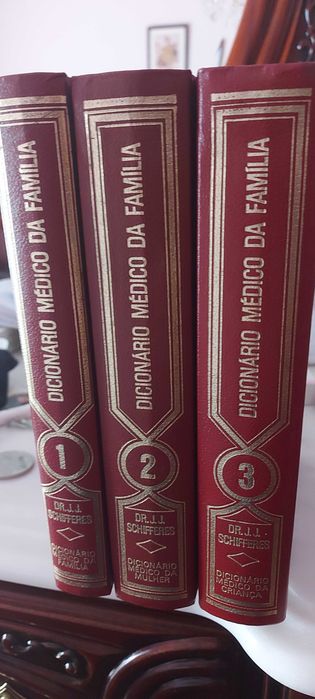 DICIONÁRIO MÉDICO DA FAMÍLIA
1
DR. J. J.
SCHIFFERES
DICIONÁRIO
MÉDICO DA
FAMÍLIA
DICIONÁRIO MÉDICO DA FAMÍLIA
2
DR. J. J.
SCHIFFERES
DICIONÁRIO
MÉDICO DA
MULHER
DICIONÁRIO MÉDICO DA FAMÍLIA
3
DR. J. J.
SCHIFFERES
DICIONÁRIO
MÉDICO DA
CRIANÇA